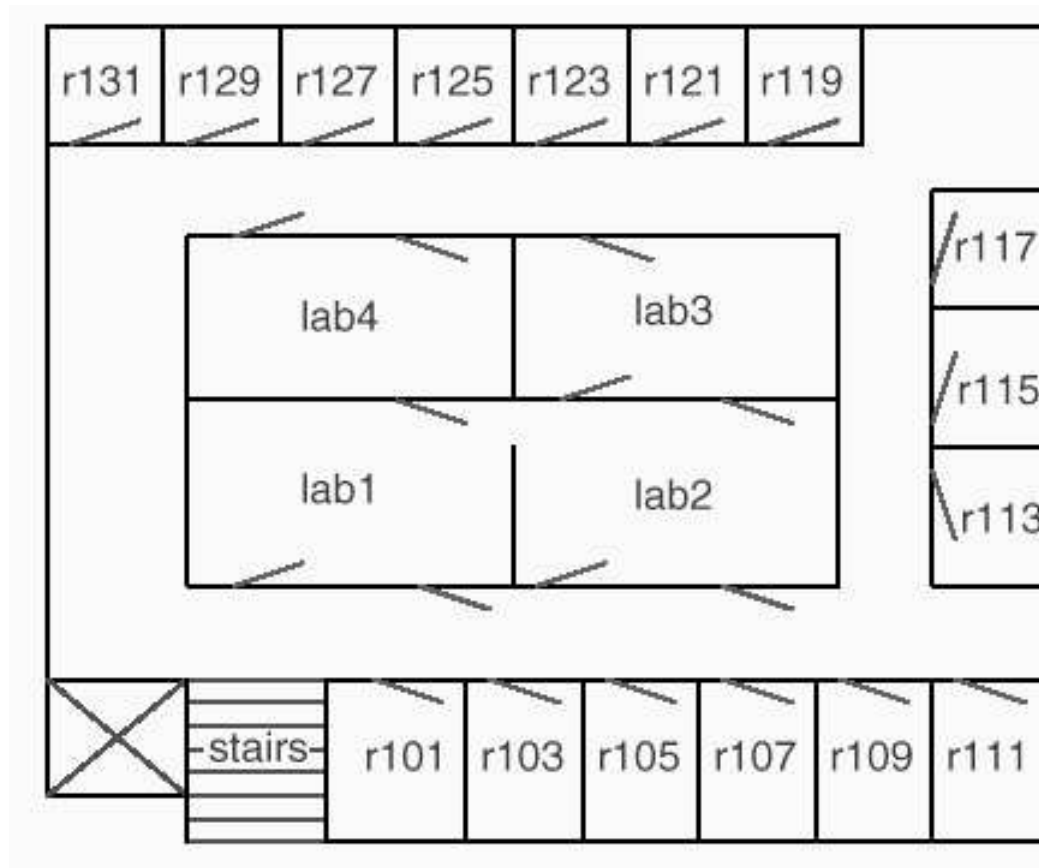 r131 r129 r127 r125 r123 r121 r119
r117
lab4 lab3
r115
lab1 lab2
r113
stairs r101 r103 r105 r107 r109 r111